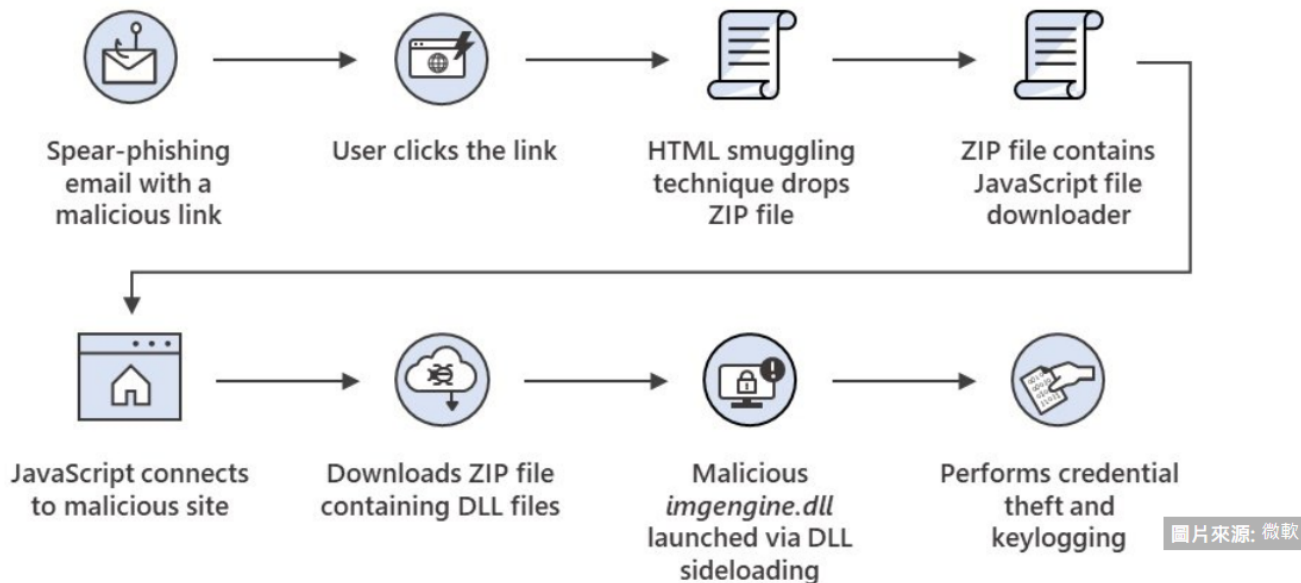 Spear-phishing
email with a
malicious link
User clicks the link
HTML smuggling
technique drops
ZIP file
ZIP file contains
JavaScript file
downloader
JavaScript connects
to malicious site
Downloads ZIP file
containing DLL files
Malicious
imgengine.dll
launched via DLL
sideloading
Performs credential
theft and
keylogging
圖片來源: 微軟